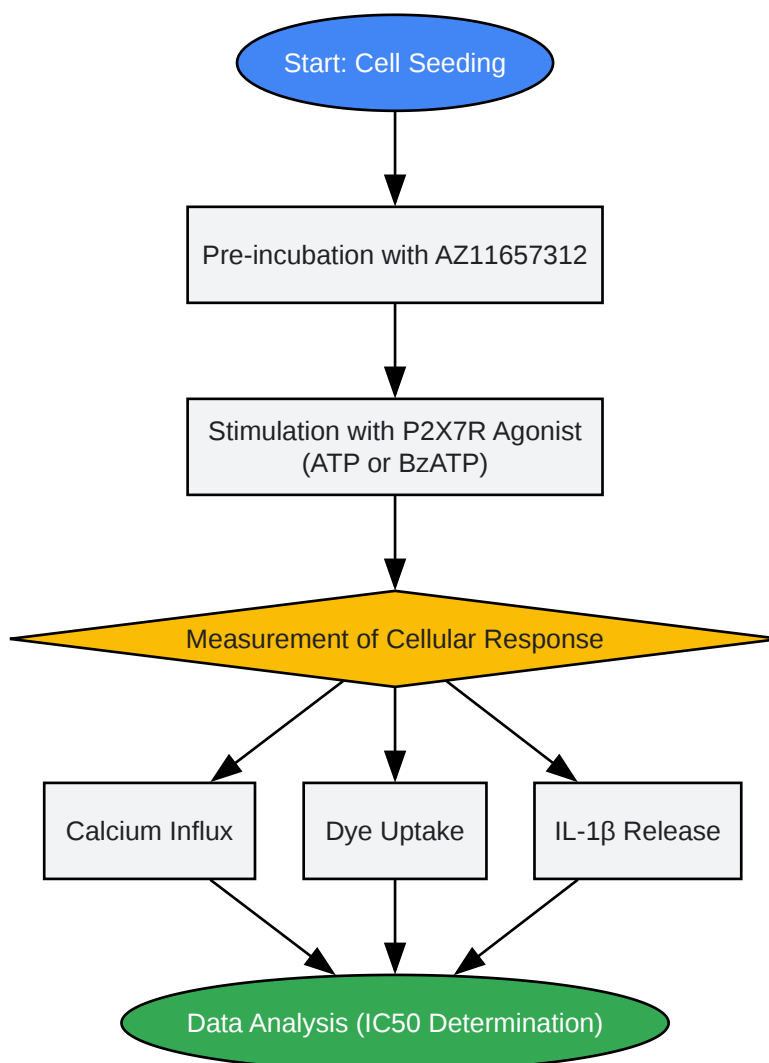 Start: Cell Seeding
Pre-incubation with AZ11657312
Stimulation with P2X7R Agonist
(ATP or BzATP)
Measurement of Cellular Response
Calcium Influx
Dye Uptake
IL-1β Release
Data Analysis (IC50 Determination)